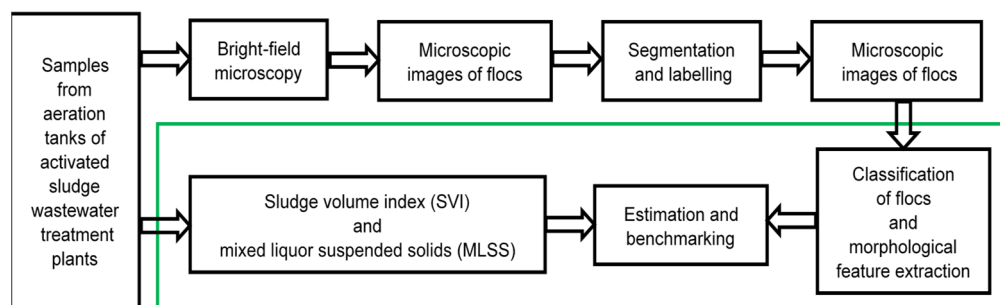 Samples
from
aeration
tanks of
activated
sludge
wastewater
treatment
plants
Bright-field
microscopy
Microscopic
images of flocs
Segmentation
and labelling
Microscopic
images of flocs
Sludge volume index (SVI)
and
mixed liquor suspended solids (MLSS)
Estimation and
benchmarking
Classification
of flocs
and
morphological
feature extraction